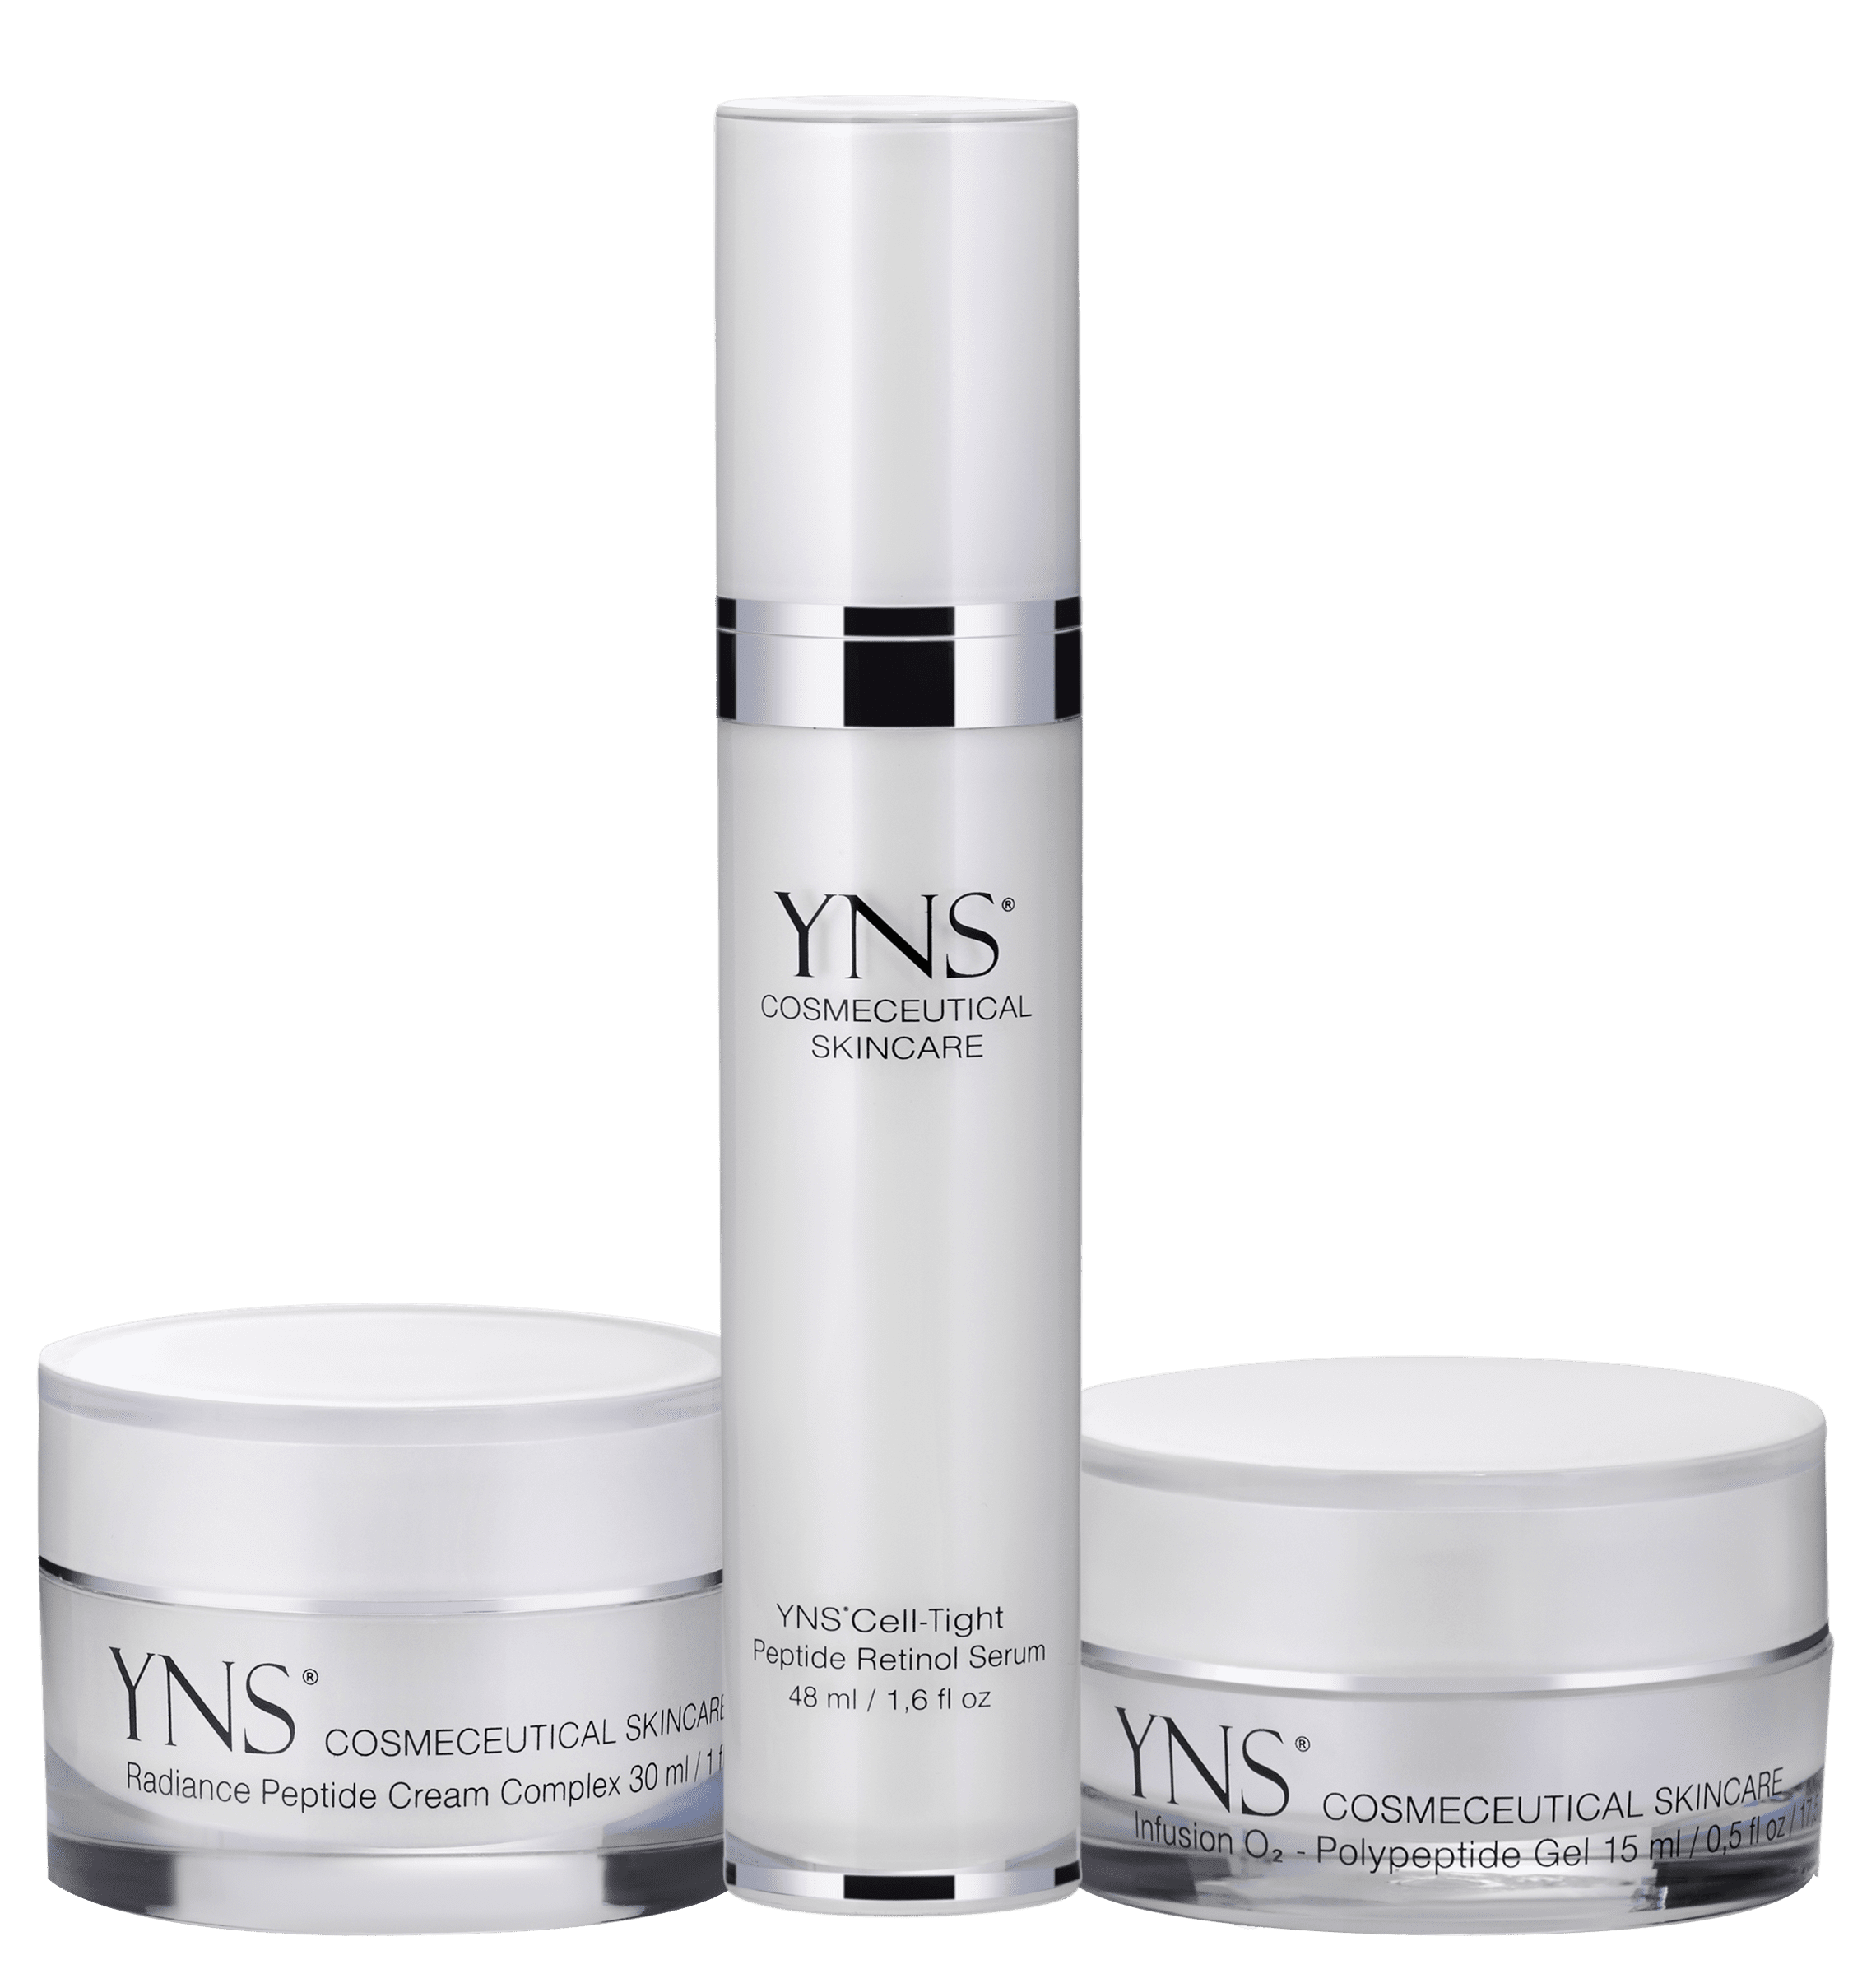 YNS®
COSMECEUTICAL
SKINCARE
YNS®Cell-Tight
Peptide Retinol Serum
48 ml / 1,6 fl oz
YNS® COSMECEUTICAL SKINCARE
Radiance Peptide Cream Complex 30 ml / 1
YNS® COSMECEUTICAL SKINCARE
Infusion O₂ - Polypeptide Gel 15 ml / 0,5 fl oz /